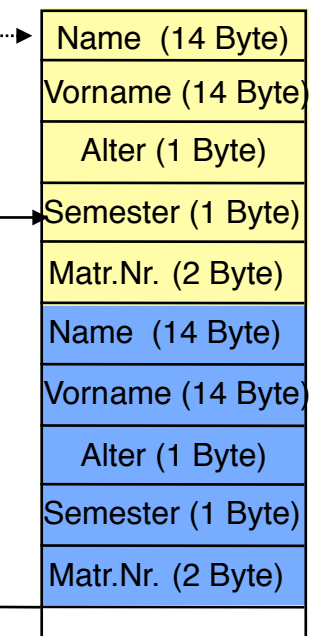 Name (14 Byte)
Vorname (14 Byte)
Alter (1 Byte)
Semester (1 Byte)
Matr.Nr. (2 Byte)
Name (14 Byte)
Vorname (14 Byte)
Alter (1 Byte)
Semester (1 Byte)
Matr.Nr. (2 Byte)